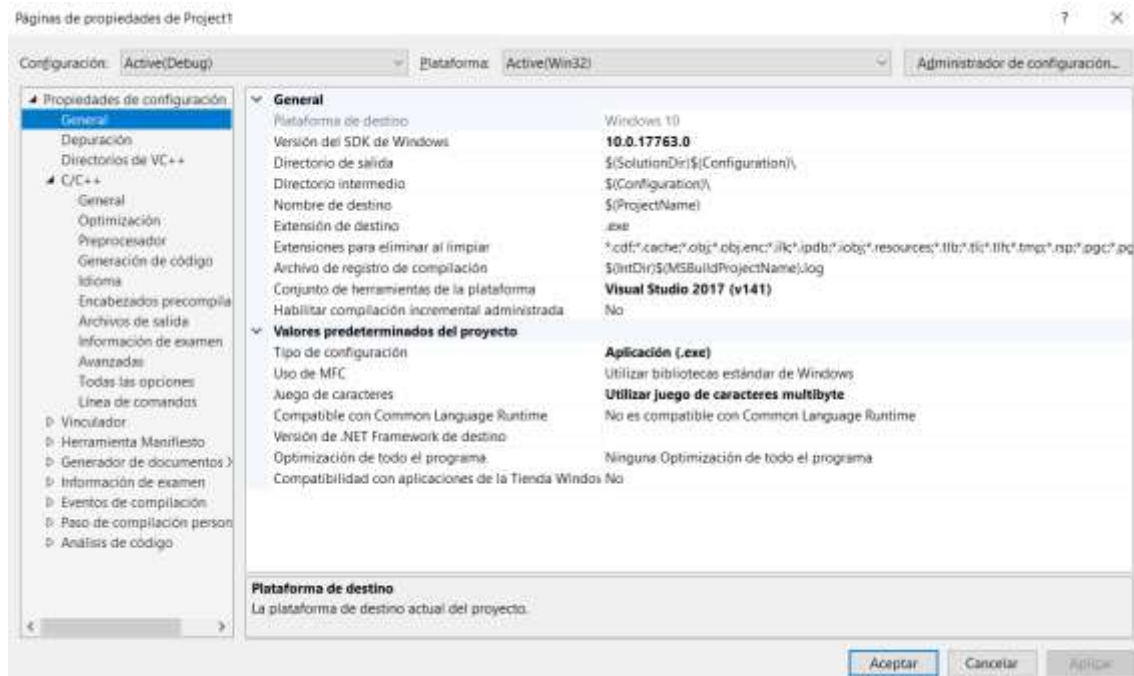 Páginas de propiedades de Project1
? ×
Configuración: Active(Debug) Plataforma: Active(Win32) Administrador de configuración...
Propiedades de configuración
General
Depuración
Directorios de VC++
C/C++
General
Optimización
Preprocesador
Generación de código
Idioma
Encabezados precompila
Archivos de salida
Información de examen
Avanzadas
Todas las opciones
Línea de comandos
Vinculador
Herramienta Manifiesto
Generador de documentos X
Información de examen
Eventos de compilación
Paso de compilación person
Análisis de código
General
Plataforma de destino Windows 10
Versión del SDK de Windows 10.0.17763.0
Directorio de salida $(SolutionDir)$(Configuration)\
Directorio intermedio $(Configuration)\
Nombre de destino $(ProjectName)
Extensión de destino .exe
Extensiones para eliminar al limpiar *.cdf;*.cache;*.obj;*.obj.enc;*.ilk;*.ipdb;*.iobj;*.resources;*.tlb;*.tli;*.tlh;*.tmp;*.rsp;*.pgc;*.pg
Archivo de registro de compilación $(IntDir)$(MSBuildProjectName).log
Conjunto de herramientas de la plataforma Visual Studio 2017 (v141)
Habilitar compilación incremental administrada No
Valores predeterminados del proyecto
Tipo de configuración Aplicación (.exe)
Uso de MFC Utilizar bibliotecas estándar de Windows
Juego de caracteres Utilizar juego de caracteres multibyte
Compatible con Common Language Runtime No es compatible con Common Language Runtime
Versión de .NET Framework de destino
Optimización de todo el programa Ninguna Optimización de todo el programa
Compatibilidad con aplicaciones de la Tienda Windos No
Plataforma de destino
La plataforma de destino actual del proyecto.
Aceptar Cancelar Aplicar